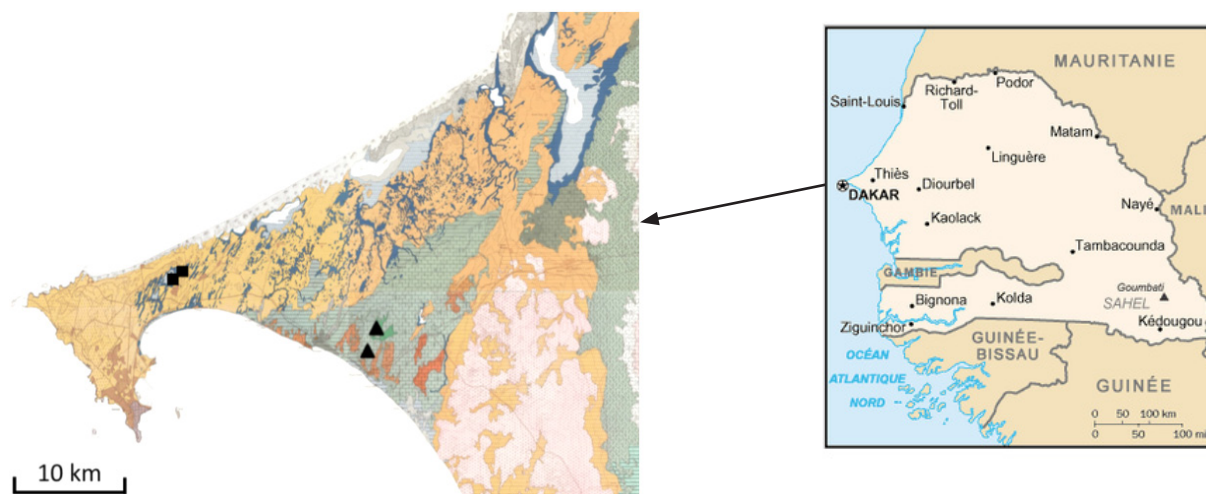 10 km
MAURITANIE
Podor
Richard-
Toll
Saint-Louis
Matam
Linguère
Thiès
Diourbel
DAKAR
Nayé
MALI
Kaolack
Tambacounda
GAMBIE
Goumbati
SAHEL
Bignona
Kolda
Kédougou
Ziguinchor
GUINÉE-
BISSAU
OCÉAN
ATLANTIQUE
NORD
GUINÉE
0 50 100 km
0 50 100 mi